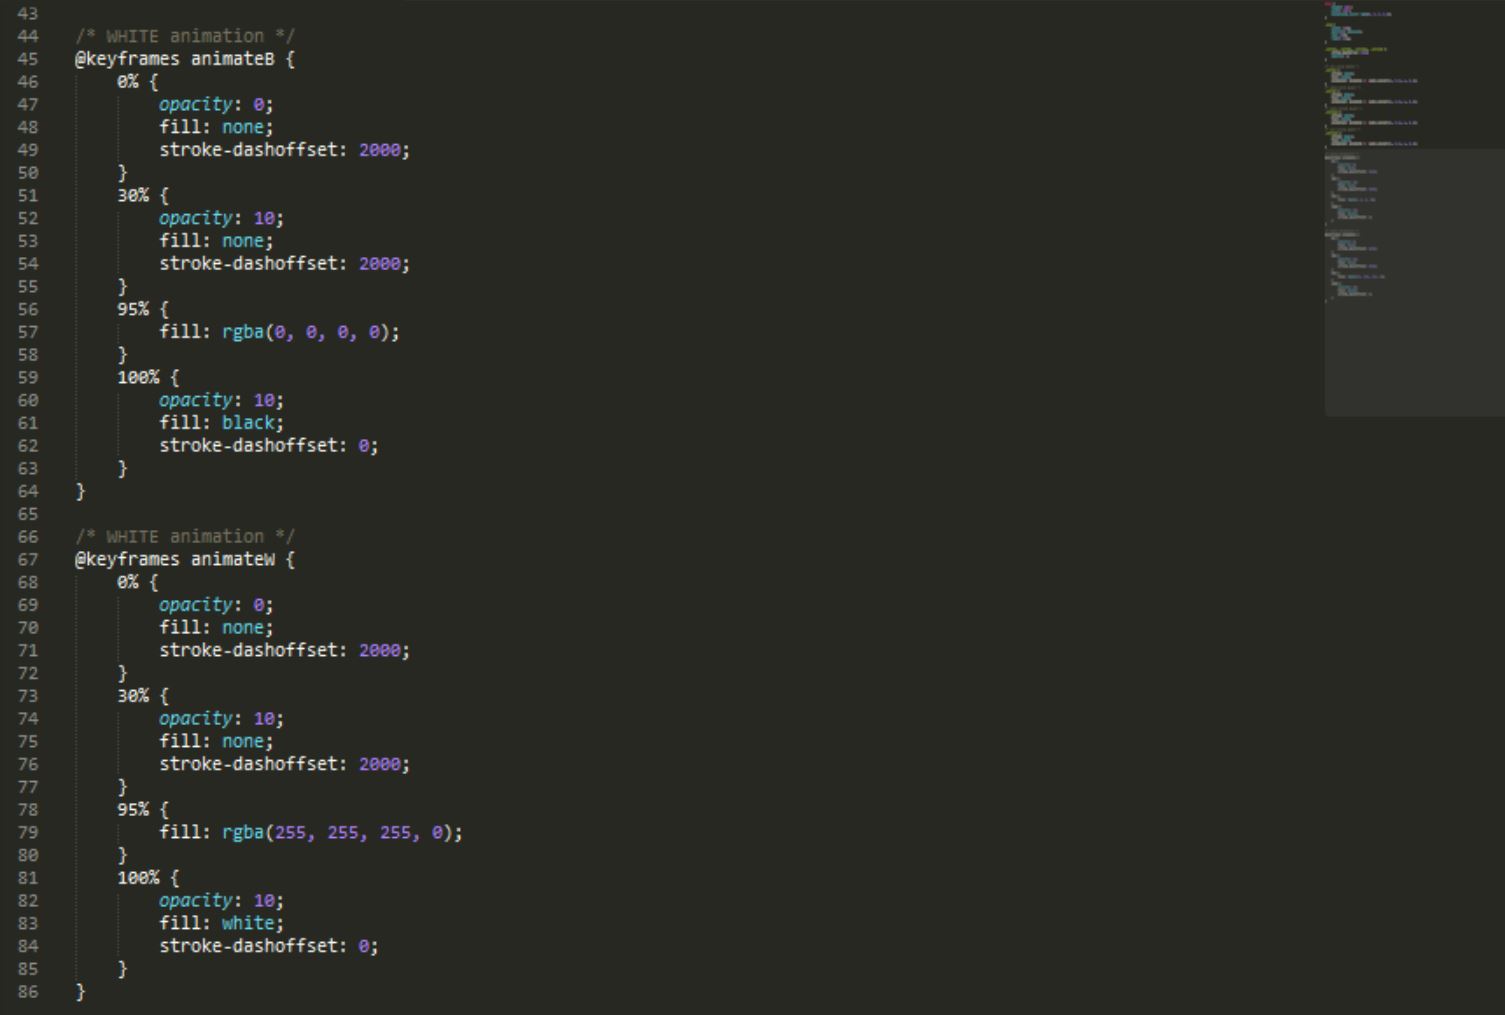 43
44 /* WHITE animation */
45 @keyframes animateB {
46 0% {
47 opacity: 0;
48 fill: none;
49 stroke-dashoffset: 2000;
50 }
51 30% {
52 opacity: 10;
53 fill: none;
54 stroke-dashoffset: 2000;
55 }
56 95% {
57 fill: rgba(0, 0, 0, 0);
58 }
59 100% {
60 opacity: 10;
61 fill: black;
62 stroke-dashoffset: 0;
63 }
64 }
65
66 /* WHITE animation */
67 @keyframes animateW {
68 0% {
69 opacity: 0;
70 fill: none;
71 stroke-dashoffset: 2000;
72 }
73 30% {
74 opacity: 10;
75 fill: none;
76 stroke-dashoffset: 2000;
77 }
78 95% {
79 fill: rgba(255, 255, 255, 0);
80 }
81 100% {
82 opacity: 10;
83 fill: white;
84 stroke-dashoffset: 0;
85 }
86 }